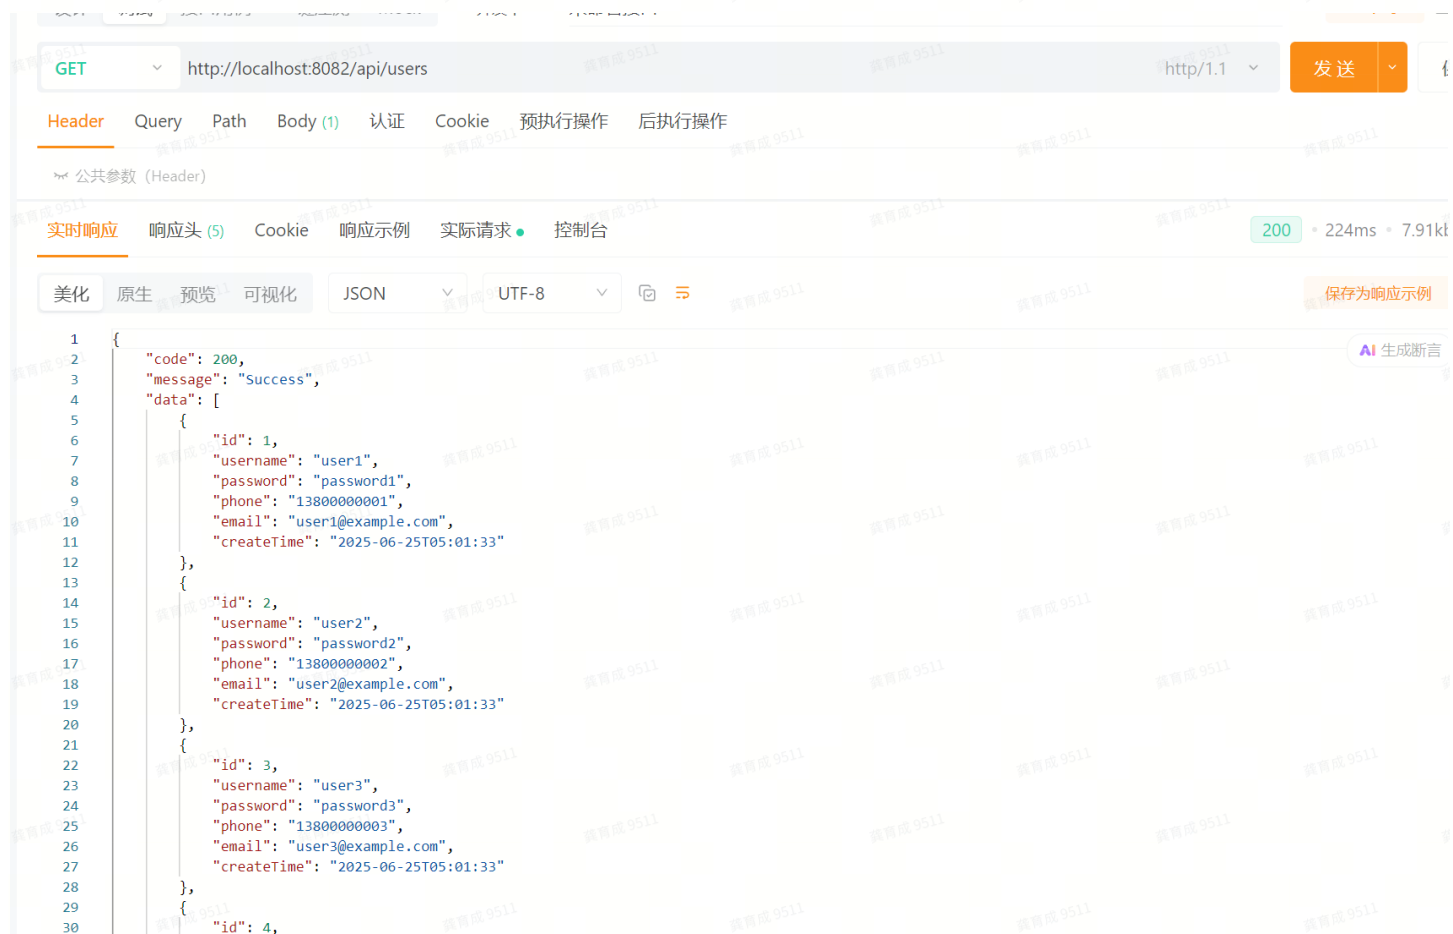 GET http://localhost:8082/api/users http/1.1 发送
Header Query Path Body (1) 认证 Cookie 预执行操作 后执行操作
公共参数（Header）
实时响应 响应头 (5) Cookie 响应示例 实际请求 控制台 200 224ms 7.91kb
美化 原生 预览 可视化 JSON UTF-8 保存为响应示例
AI 生成断言
1 {
2 "code": 200,
3 "message": "Success",
4 "data": [
5 {
6 "id": 1,
7 "username": "user1",
8 "password": "password1",
9 "phone": "13800000001",
10 "email": "user1@example.com",
11 "createTime": "2025-06-25T05:01:33"
12 },
13 {
14 "id": 2,
15 "username": "user2",
16 "password": "password2",
17 "phone": "13800000002",
18 "email": "user2@example.com",
19 "createTime": "2025-06-25T05:01:33"
20 },
21 {
22 "id": 3,
23 "username": "user3",
24 "password": "password3",
25 "phone": "13800000003",
26 "email": "user3@example.com",
27 "createTime": "2025-06-25T05:01:33"
28 },
29 {
30 "id": 4,